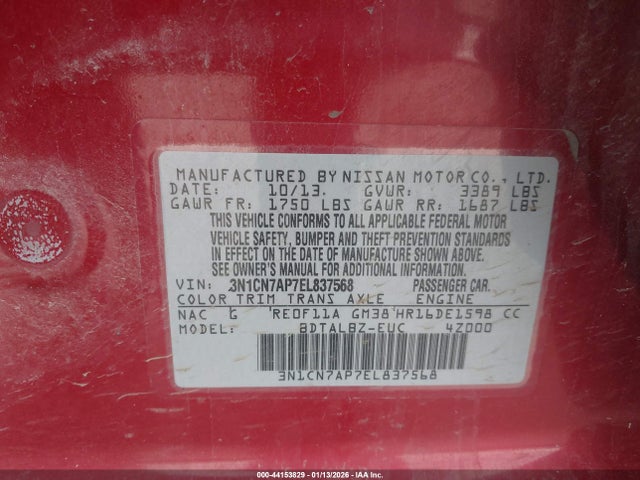 MANUFACTURED BY NISSAN MOTOR CO., LTD.
DATE: 10/13. GVWR: 3389 LBS
GAWR FR: 1750 LBS GAWR RR: 1687 LBS
THIS VEHICLE CONFORMS TO ALL APPLICABLE FEDERAL MOTOR
VEHICLE SAFETY, BUMPER AND THEFT PREVENTION STANDARDS
IN EFFECT ON THE DATE OF MANUFACTURE SHOWN ABOVE.
SEE OWNER'S MANUAL FOR ADDITIONAL INFORMATION.
VIN: 3N1CN7AP7EL837568 PASSENGER CAR.
COLOR TRIM TRANS AXLE ENGINE
NAC G RE0F11A GM38 HR16DE1598 CC
MODEL: BDTALBZ-EUC 4Z000
3N1CN7AP7EL837568
000-44153829 - 01/13/2026 - IAA Inc.